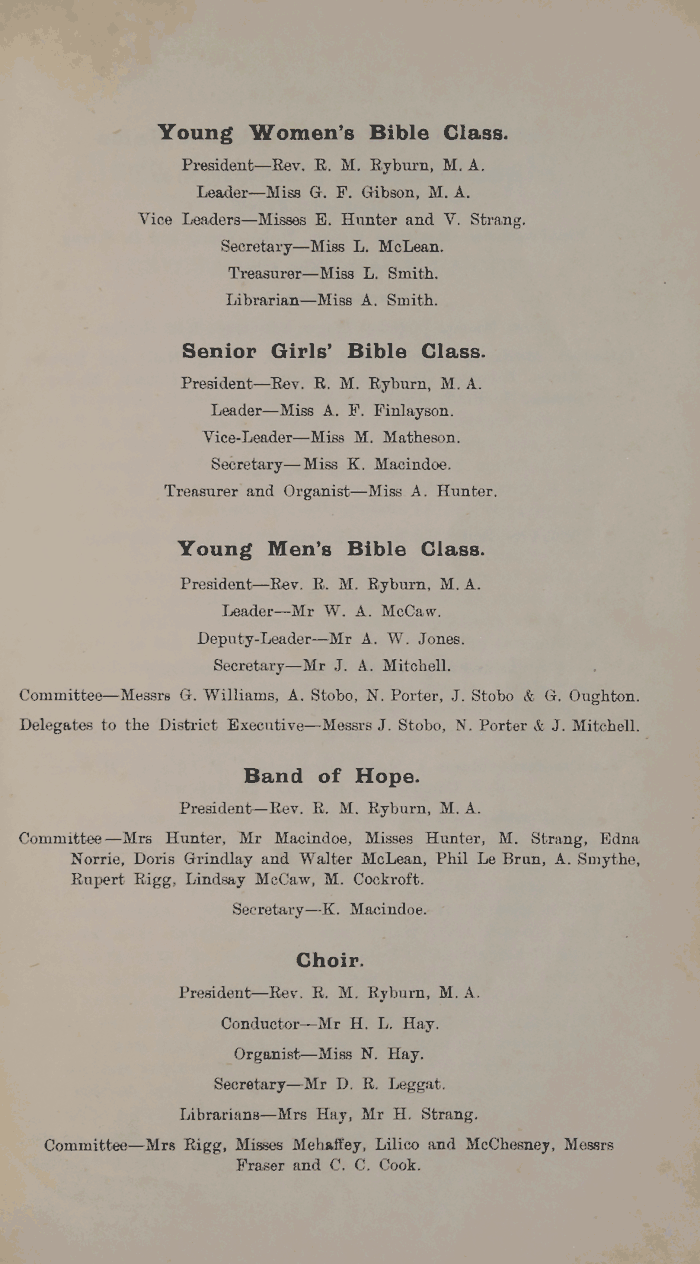 Young Women's Bible Class.
President—Rev. R. M. Ryburn, M. A.
Leader—Miss G. F. Gibson, M. A.
Vice Leaders—Misses E. Hunter and V. Strang.
Secretary—Miss L. McLean.
Treasurer—Miss L. Smith.
Librarian—Miss A. Smith.
Senior Girls' Bible Class.
President—Rev. R. M. Ryburn, M. A.
Leader—Miss A. F. Finlayson.
Vice-Leader—Miss M. Matheson.
Secretary—Miss K. Macindoe.
Treasurer and Organist—Miss A. Hunter.
Young Men's Bible Class.
President—Rev. R. M. Ryburn, M. A.
Leader—Mr W. A. McCaw.
Deputy-Leader—Mr A. W. Jones.
Secretary—Mr J. A. Mitchell.
Committee—Messrs G. Williams, A. Stobo, N. Porter, J. Stobo & G. Oughton.
Delegates to the District Executive—Messrs J. Stobo, N. Porter & J. Mitchell.
Band of Hope.
President—Rev. R. M. Ryburn, M. A.
Committee—Mrs Hunter, Mr Macindoe, Misses Hunter, M. Strang, Edna
Norrie, Doris Grindlay and Walter McLean, Phil Le Brun, A. Smythe,
Rupert Rigg, Lindsay McCaw, M. Cockroft.
Secretary—K. Macindoe.
Choir.
President—Rev. R. M. Ryburn, M. A.
Conductor—Mr H. L. Hay.
Organist—Miss N. Hay.
Secretary—Mr D. R. Leggat.
Librarians—Mrs Hay, Mr H. Strang.
Committee—Mrs Rigg, Misses Mehaffey, Lilico and McChesney, Messrs
Fraser and C. C. Cook.